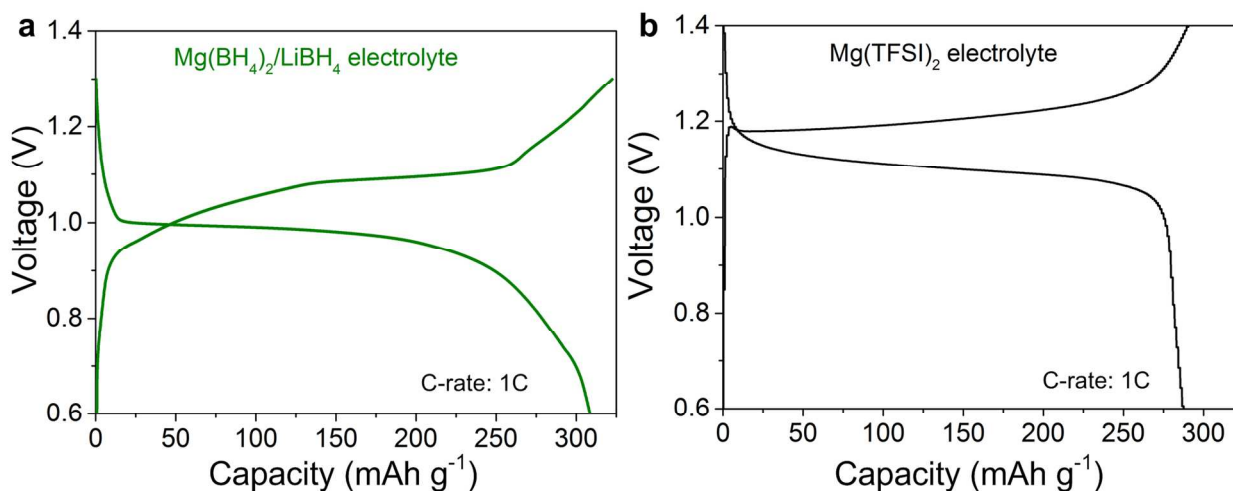 a
Mg(BH₄)₂/LiBH₄ electrolyte
C-rate: 1C
Voltage (V)
1.4
1.2
1.0
0.8
0.6
0 50 100 150 200 250 300
Capacity (mAh g⁻¹)
b
Mg(TFSI)₂ electrolyte
C-rate: 1C
Voltage (V)
1.4
1.2
1.0
0.8
0.6
0 50 100 150 200 250 300
Capacity (mAh g⁻¹)